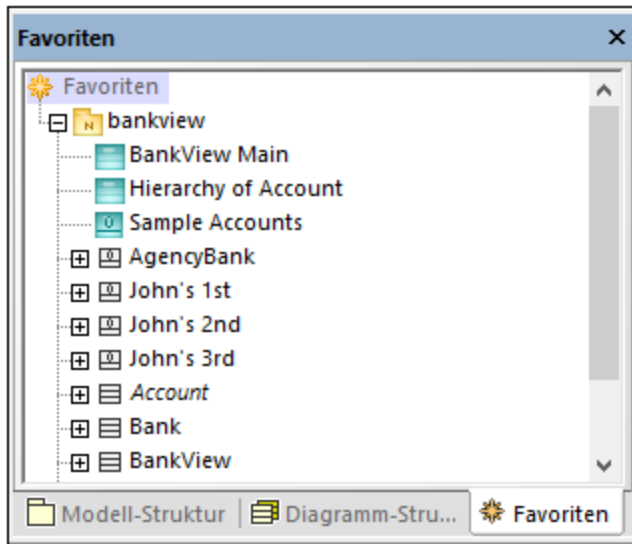 Favoriten
Favoriten
bankview
BankView Main
Hierarchy of Account
Sample Accounts
AgencyBank
John's 1st
John's 2nd
John's 3rd
Account
Bank
BankView
Modell-Struktur Diagramm-Stru... Favoriten